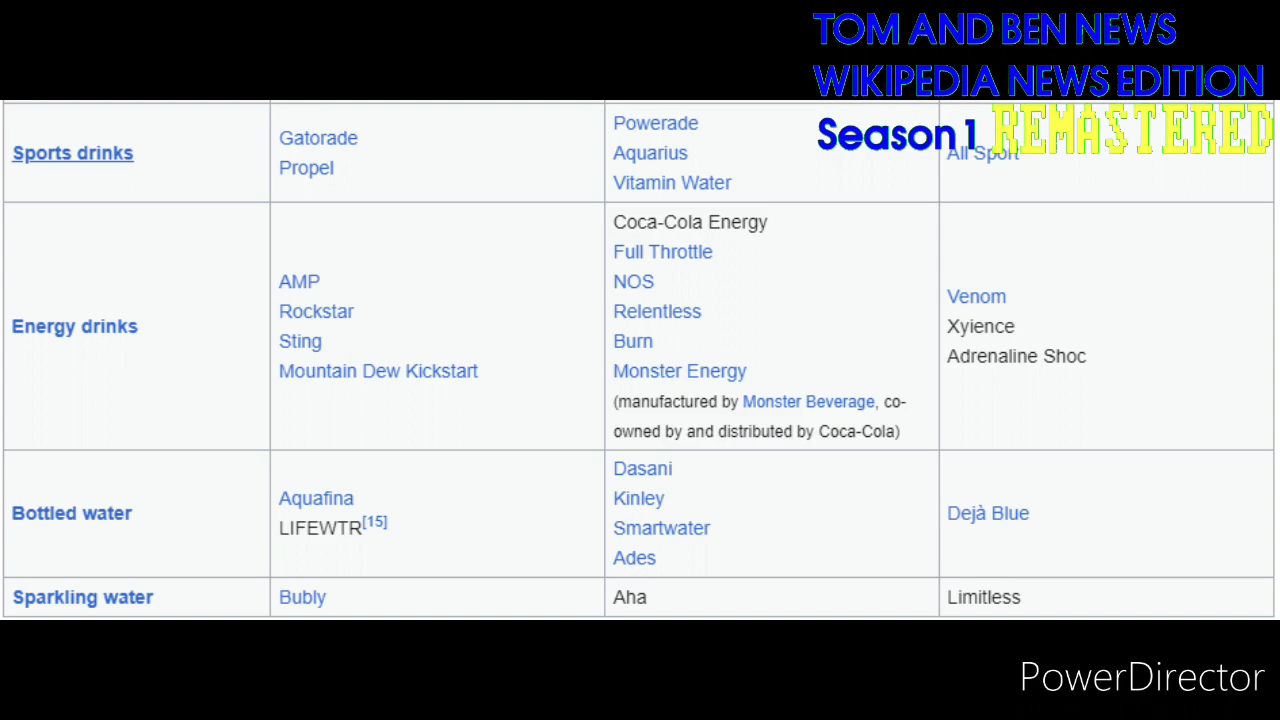 TOM AND BEN NEWS
WIKIPEDIA NEWS EDITION
Season 1 REMASTERED
Sports drinks
Gatorade
Propel
Powerade
Aquarius
Vitamin Water
All Sport
Energy drinks
AMP
Rockstar
Sting
Mountain Dew Kickstart
Coca-Cola Energy
Full Throttle
NOS
Relentless
Burn
Monster Energy
(manufactured by Monster Beverage, co-
owned by and distributed by Coca-Cola)
Venom
Xyience
Adrenaline Shoc
Bottled water
Aquafina
LIFEWTR[15]
Dasani
Kinley
Smartwater
Ades
Dejà Blue
Sparkling water
Bubly
Aha
Limitless
PowerDirector